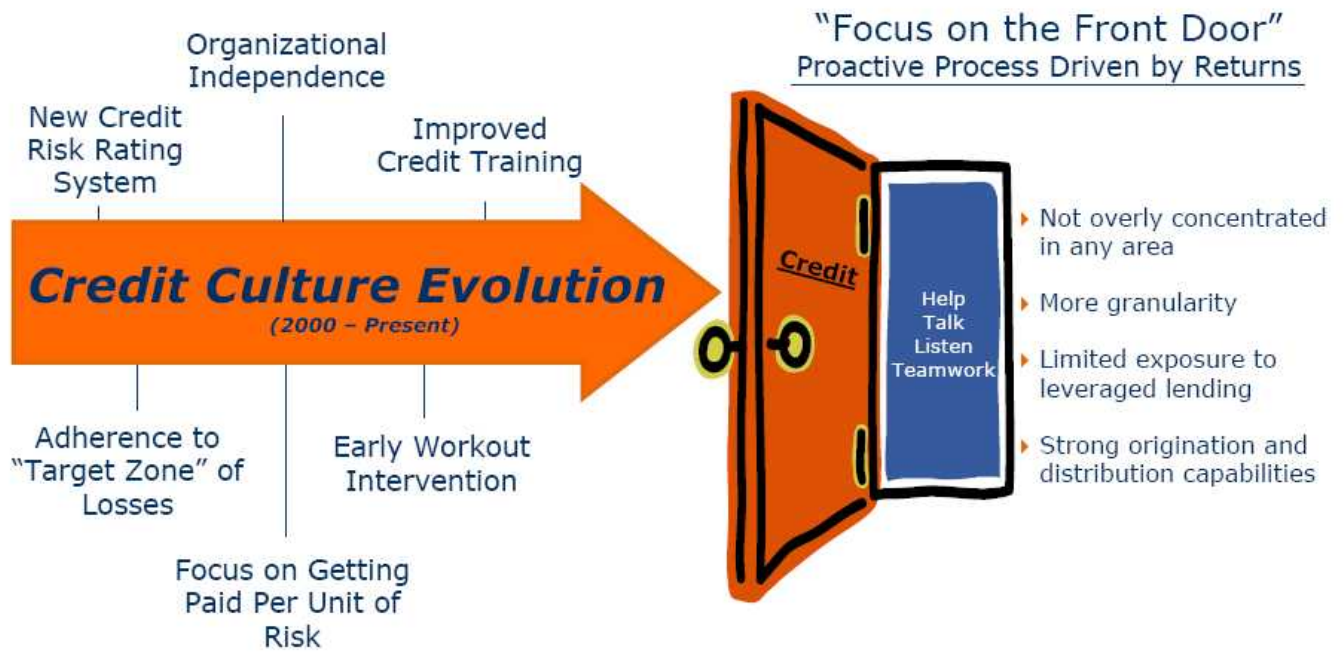 Organizational
Independence
New Credit
Risk Rating
System
Improved
Credit Training
Credit Culture Evolution
(2000 – Present)
Adherence to
“Target Zone” of
Losses
Early Workout
Intervention
Focus on Getting
Paid Per Unit of
Risk
“Focus on the Front Door”
Proactive Process Driven by Returns
Credit
Help
Talk
Listen
Teamwork
Not overly concentrated
in any area
More granularity
Limited exposure to
leveraged lending
Strong origination and
distribution capabilities